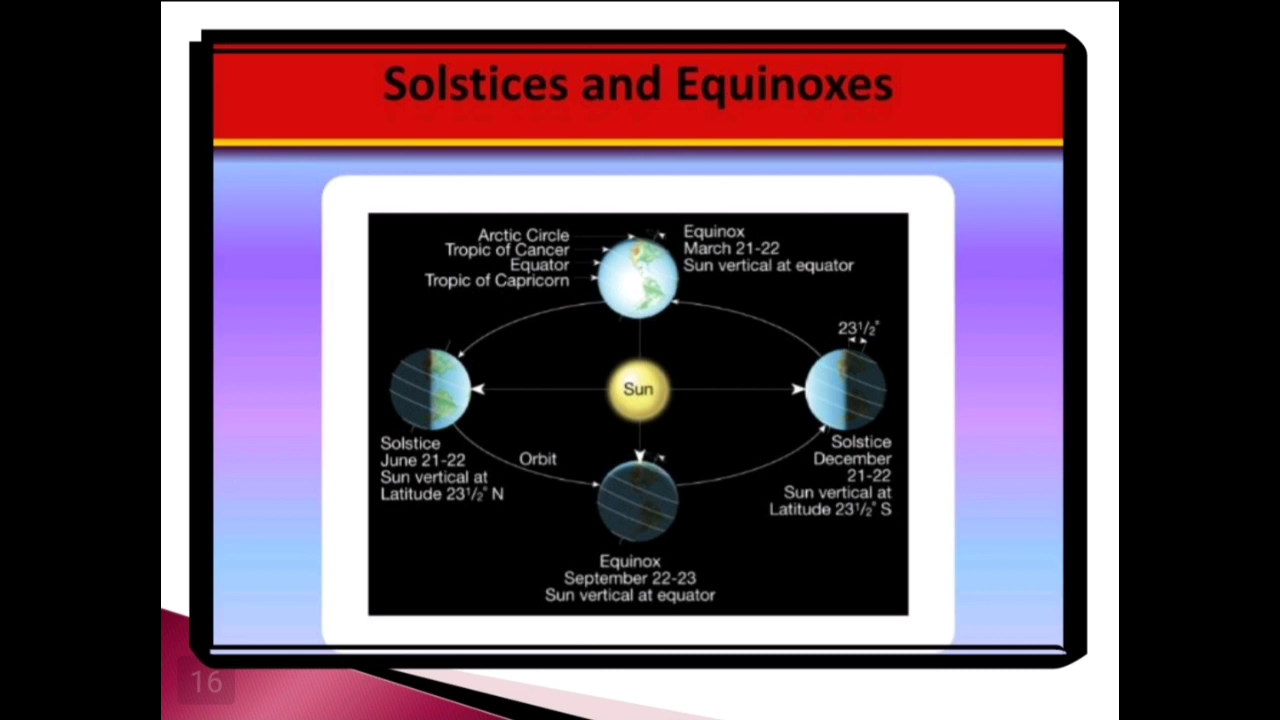 Solstices and Equinoxes
Arctic Circle
Tropic of Cancer
Equator
Tropic of Capricorn
Equinox
March 21-22
Sun vertical at equator
23½°
Sun
Solstice
June 21-22
Sun vertical at
Latitude 23½° N
Orbit
Solstice
December
21-22
Sun vertical at
Latitude 23½° S
Equinox
September 22-23
Sun vertical at equator
16